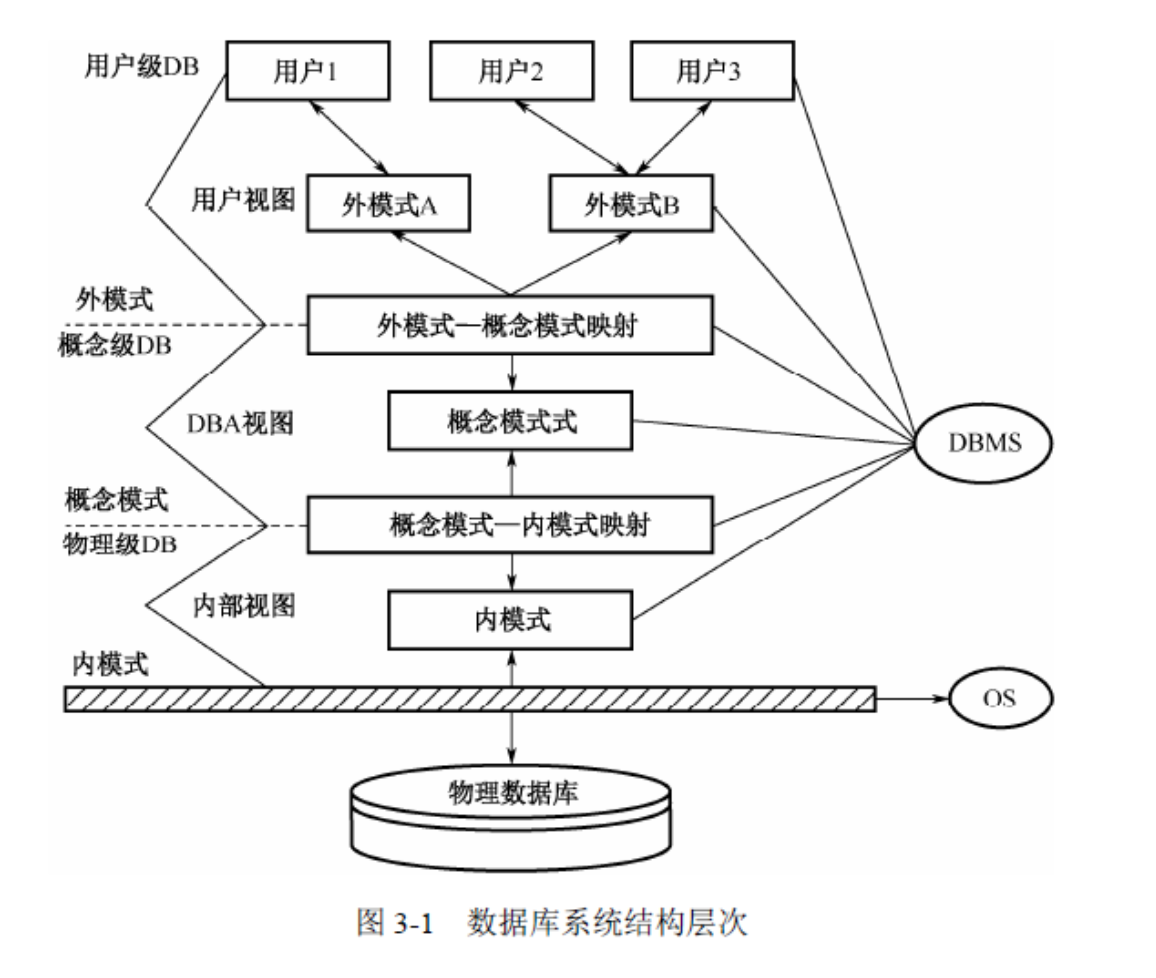 用户级DB
用户1
用户2
用户3
用户视图
外模式A
外模式B
外模式
概念级DB
外模式—概念模式映射
DBA视图
概念模式式
DBMS
概念模式
物理级DB
概念模式—内模式映射
内部视图
内模式
内模式
OS
物理数据库
图 3-1 数据库系统结构层次